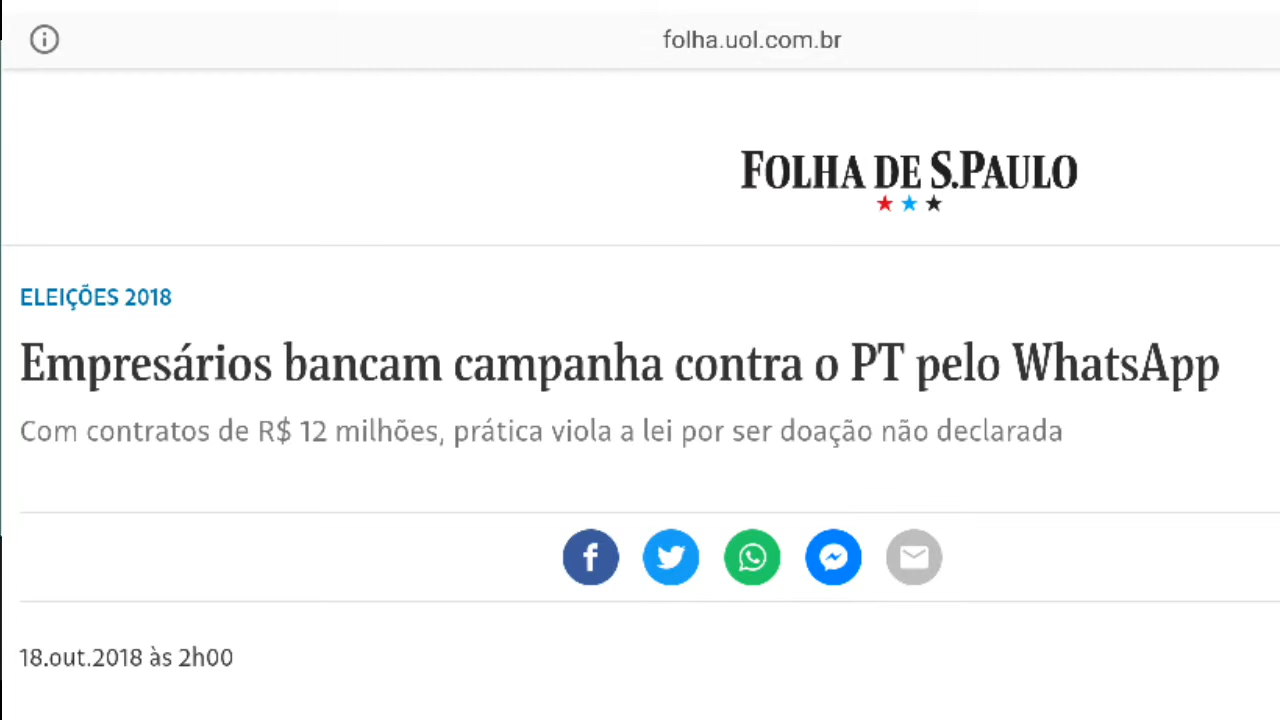 folha.uol.com.br
FOLHA DE S.PAULO
ELEIÇÕES 2018
Empresários bancam campanha contra o PT pelo WhatsApp
Com contratos de R$ 12 milhões, prática viola a lei por ser doação não declarada
18.out.2018 às 2h00